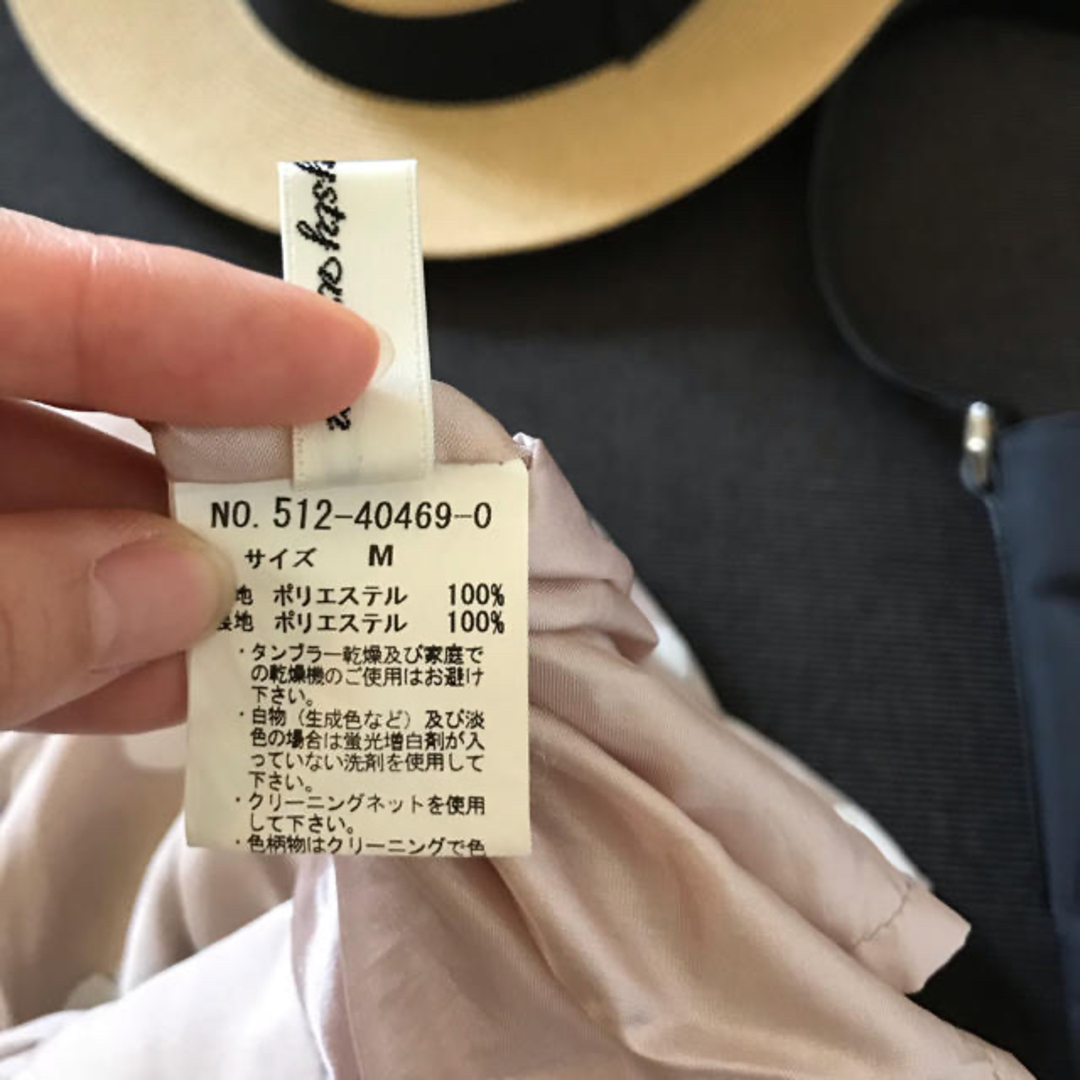 NO. 512-40469-0
サイズ M
地 ポリエステル 100%
裏地 ポリエステル 100%
・タンブラー乾燥及び家庭で
の乾燥機のご使用はお避け
下さい。
・白物（生成色など）及び淡
色の場合は蛍光増白剤が入
っていない洗剤を使用して
下さい。
・クリーニングネットを使用
して下さい。
・色柄物はクリーニングで色